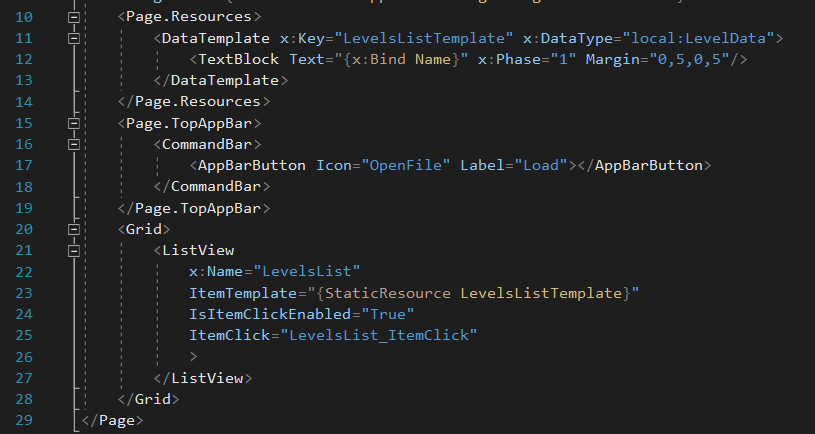 10 <Page.Resources>
11 <DataTemplate x:Key="LevelsListTemplate" x:DataType="local:LevelData">
12 <TextBlock Text="{x:Bind Name}" x:Phase="1" Margin="0,5,0,5"/>
13 </DataTemplate>
14 </Page.Resources>
15 <Page.TopAppBar>
16 <CommandBar>
17 <AppBarButton Icon="OpenFile" Label="Load"></AppBarButton>
18 </CommandBar>
19 </Page.TopAppBar>
20 <Grid>
21 <ListView
22 x:Name="LevelsList"
23 ItemTemplate="{StaticResource LevelsListTemplate}"
24 IsItemClickEnabled="True"
25 ItemClick="LevelsList_ItemClick"
26 >
27 </ListView>
28 </Grid>
29 </Page>